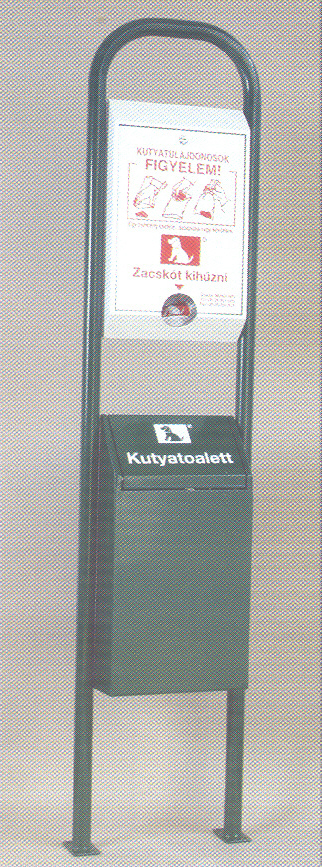 KUTYATULAJDONOSOK
FIGYELEM!
Zacskót kihúzni
Kutyatoalett